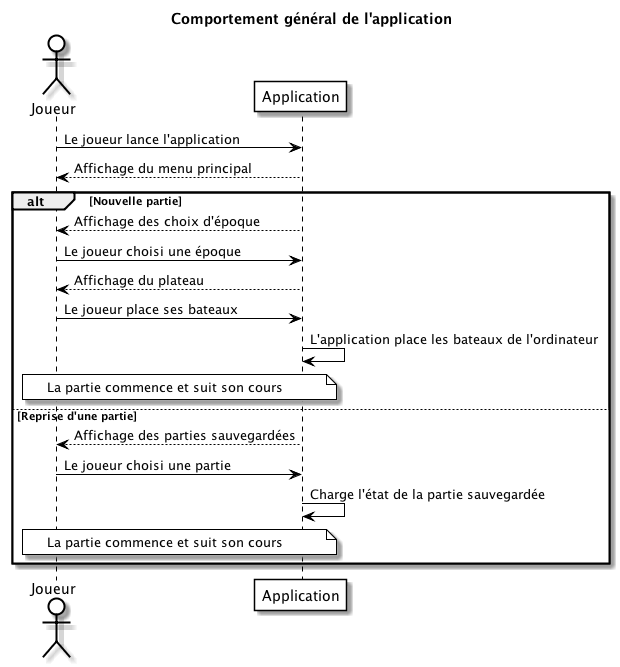 Comportement général de l'application
Joueur
Application
Le joueur lance l'application
Affichage du menu principal
alt [Nouvelle partie]
Affichage des choix d'époque
Le joueur choisi une époque
Affichage du plateau
Le joueur place ses bateaux
L'application place les bateaux de l'ordinateur
La partie commence et suit son cours
[Reprise d'une partie]
Affichage des parties sauvegardées
Le joueur choisi une partie
Charge l'état de la partie sauvegardée
La partie commence et suit son cours
Joueur
Application